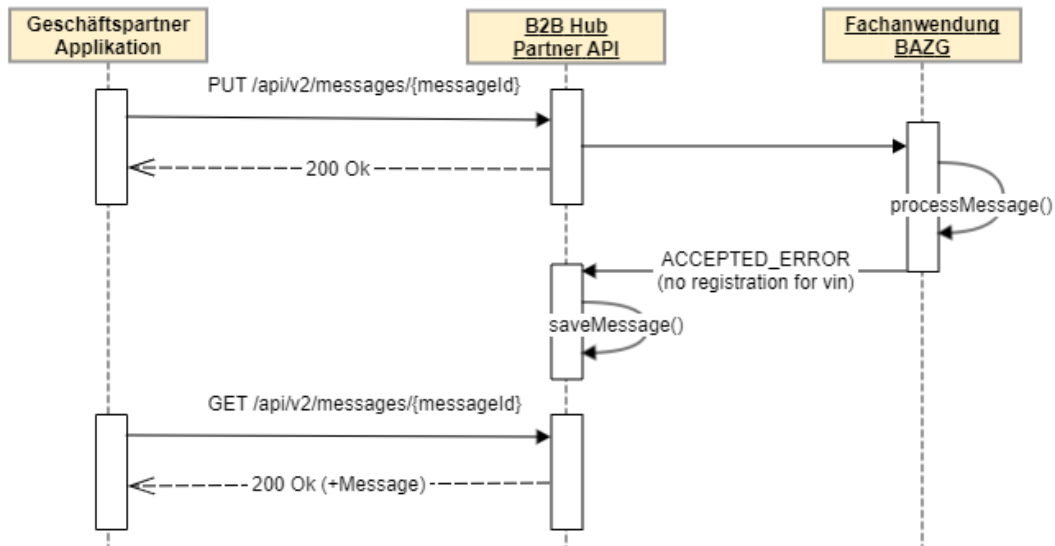 Geschäftspartner
Applikation
B2B Hub
Partner API
Fachanwendung
BAZG
PUT /api/v2/messages/{messageId}
200 Ok
processMessage()
ACCEPTED_ERROR
(no registration for vin)
saveMessage()
GET /api/v2/messages/{messageId}
200 Ok (+Message)